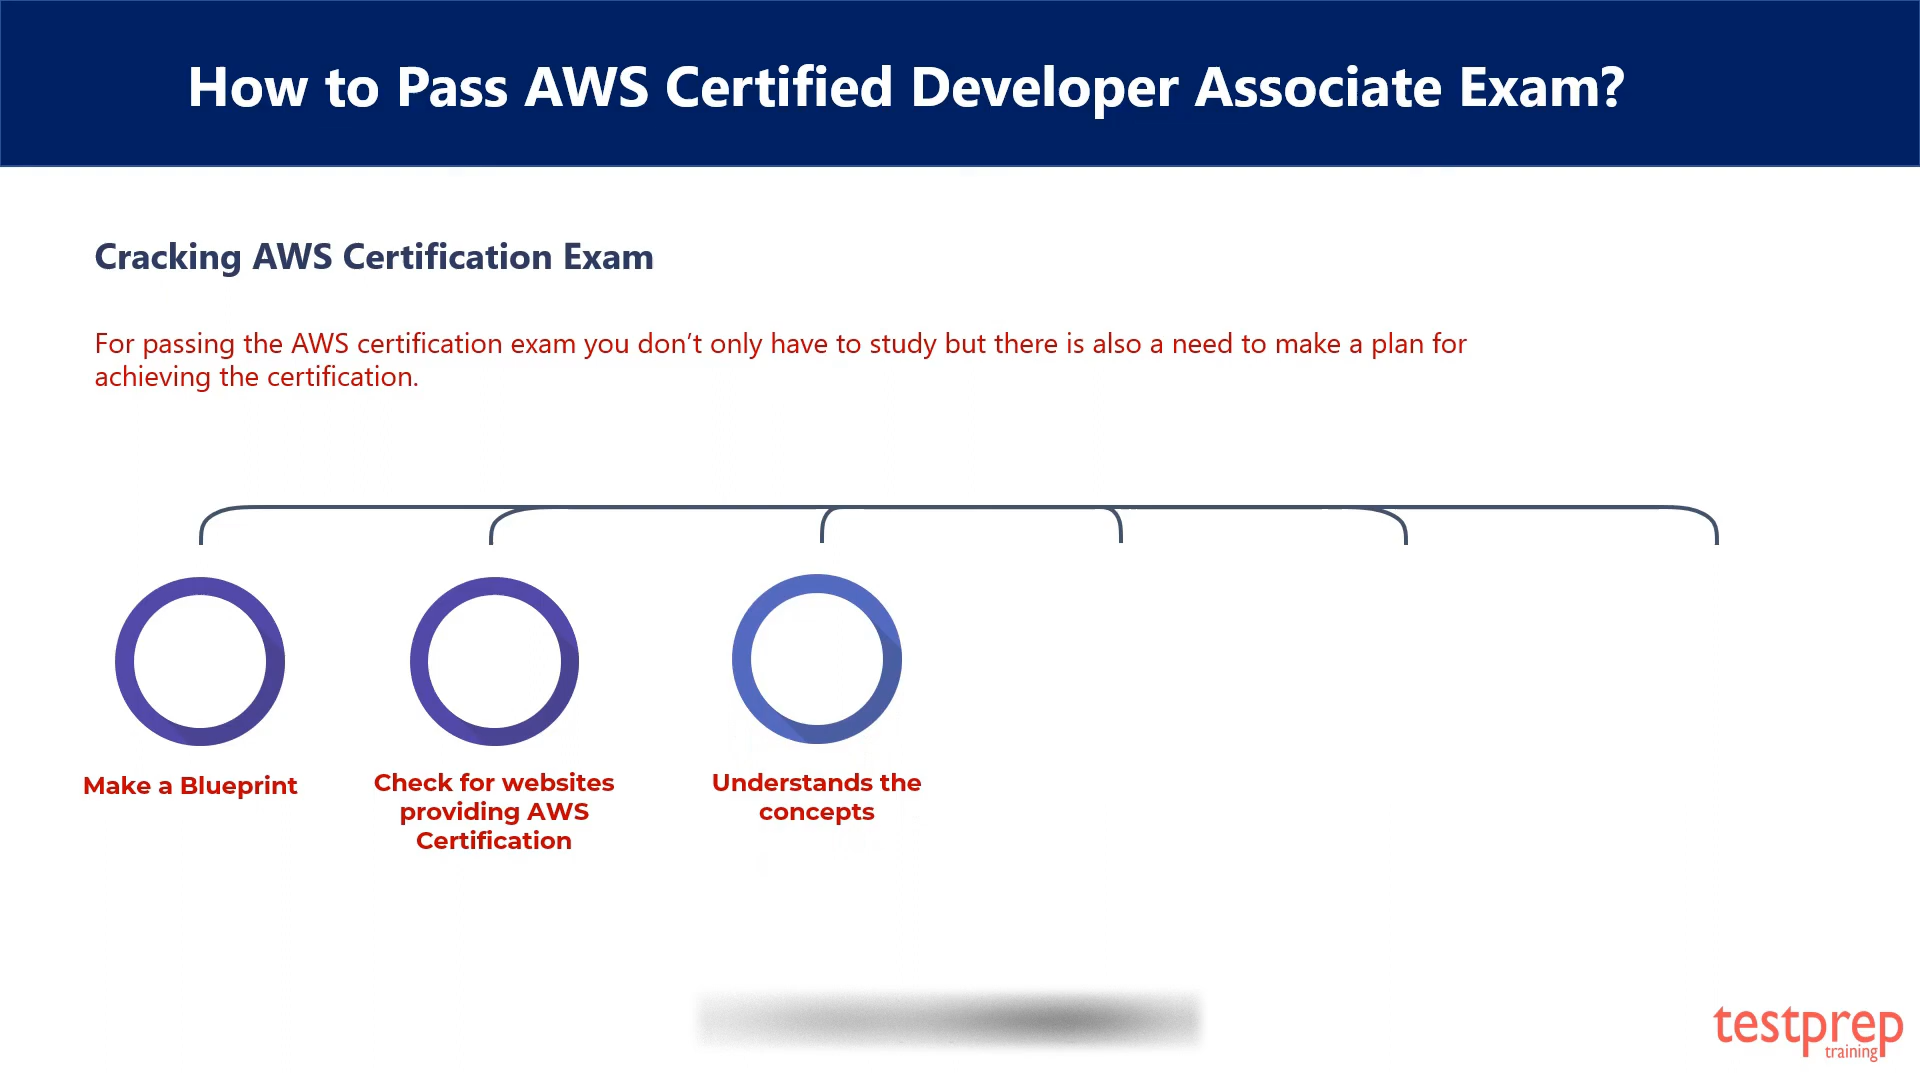 How to Pass AWS Certified Developer Associate Exam?
Cracking AWS Certification Exam
For passing the AWS certification exam you don’t only have to study but there is also a need to make a plan for
achieving the certification.
Make a Blueprint
Check for websites
providing AWS
Certification
Understands the
concepts
testprep
training